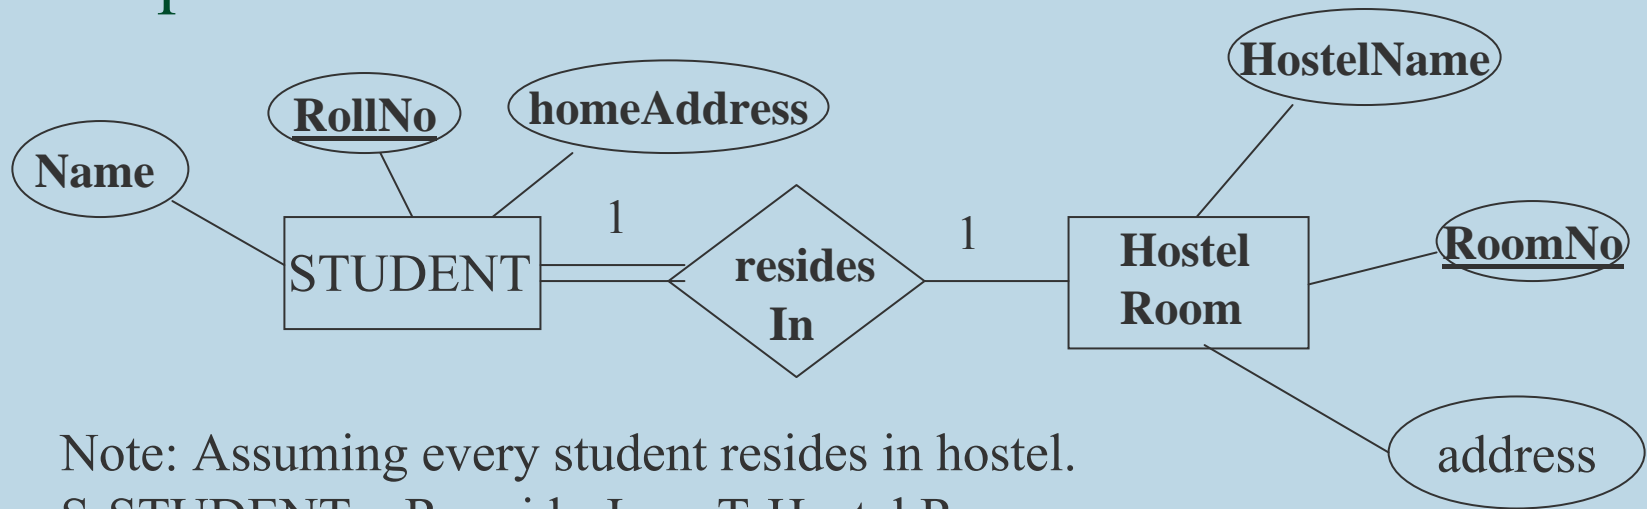 HostelName
RollNo
homeAddress
Name
1
1
resides
In
STUDENT
Hostel
Room
RoomNo
address
Note: Assuming every student resides in hostel.